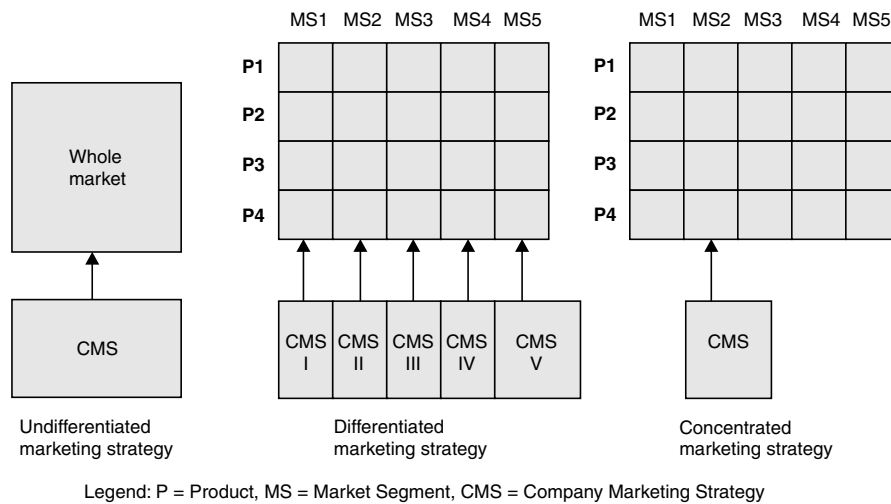 MS1 MS2 MS3 MS4 MS5
P1
P2
P3
P4
MS1 MS2 MS3 MS4 MS5
P1
P2
P3
P4
Whole
market
CMS
CMS
I
CMS
II
CMS
III
CMS
IV
CMS
V
CMS
Undifferentiated
marketing strategy
Differentiated
marketing strategy
Concentrated
marketing strategy
Legend: P = Product, MS = Market Segment, CMS = Company Marketing Strategy